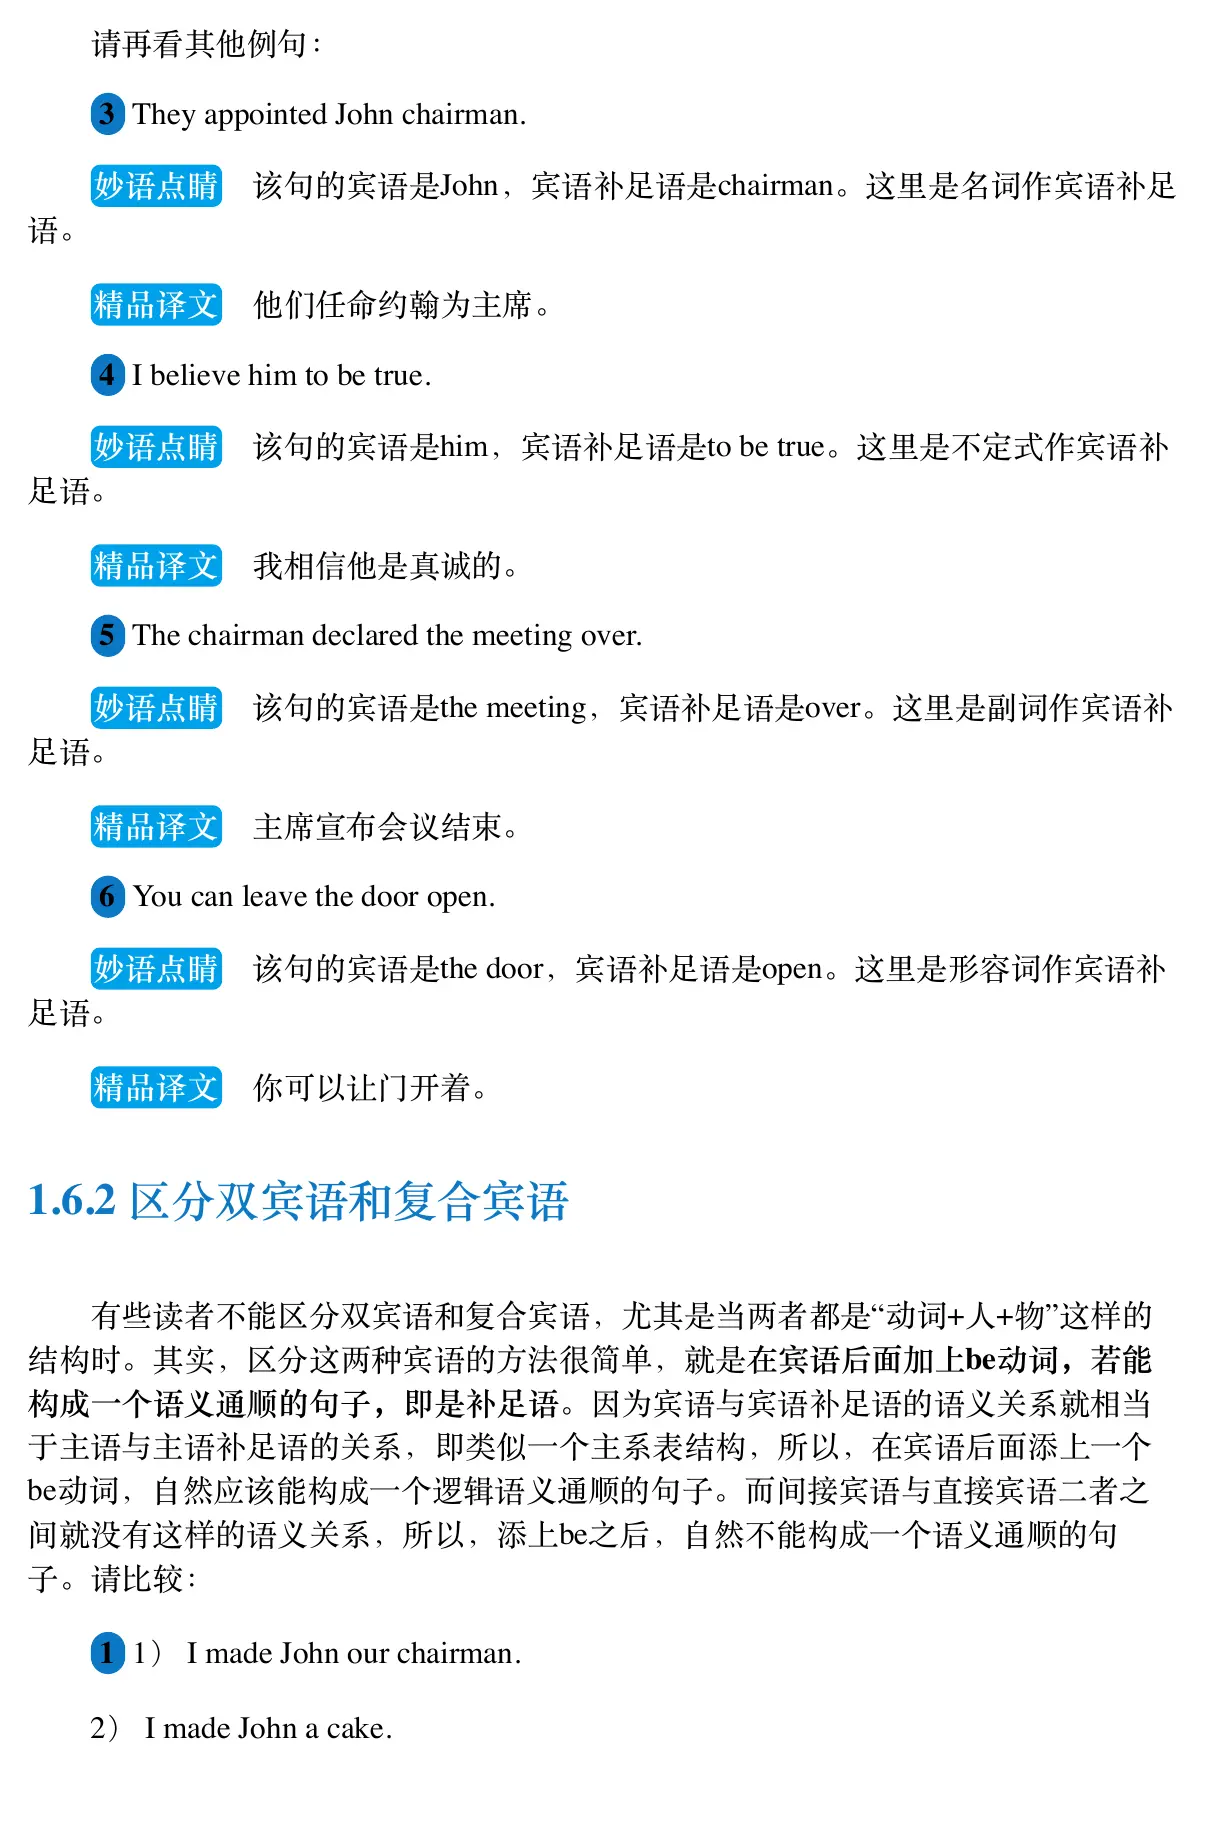 请再看其他例句：
3 They appointed John chairman.
妙语点睛 该句的宾语是John，宾语补足语是chairman。这里是名词作宾语补足
语。
精品译文 他们任命约翰为主席。
4 I believe him to be true.
妙语点睛 该句的宾语是him，宾语补足语是to be true。这里是不定式作宾语补
足语。
精品译文 我相信他是真诚的。
5 The chairman declared the meeting over.
妙语点睛 该句的宾语是the meeting，宾语补足语是over。这里是副词作宾语补
足语。
精品译文 主席宣布会议结束。
6 You can leave the door open.
妙语点睛 该句的宾语是the door，宾语补足语是open。这里是形容词作宾语补
足语。
精品译文 你可以让门开着。
1.6.2 区分双宾语和复合宾语
有些读者不能区分双宾语和复合宾语，尤其是当两者都是“动词+人+物”这样的
结构时。其实，区分这两种宾语的方法很简单，就是在宾语后面加上be动词，若能
构成一个语义通顺的句子，即是补足语。因为宾语与宾语补足语的语义关系就相当
于主语与主语补足语的关系，即类似一个主系表结构，所以，在宾语后面添上一个
be动词，自然应该能构成一个逻辑语义通顺的句子。而间接宾语与直接宾语二者之
间就没有这样的语义关系，所以，添上be之后，自然不能构成一个语义通顺的句
子。请比较：
1 1） I made John our chairman.
2） I made John a cake.